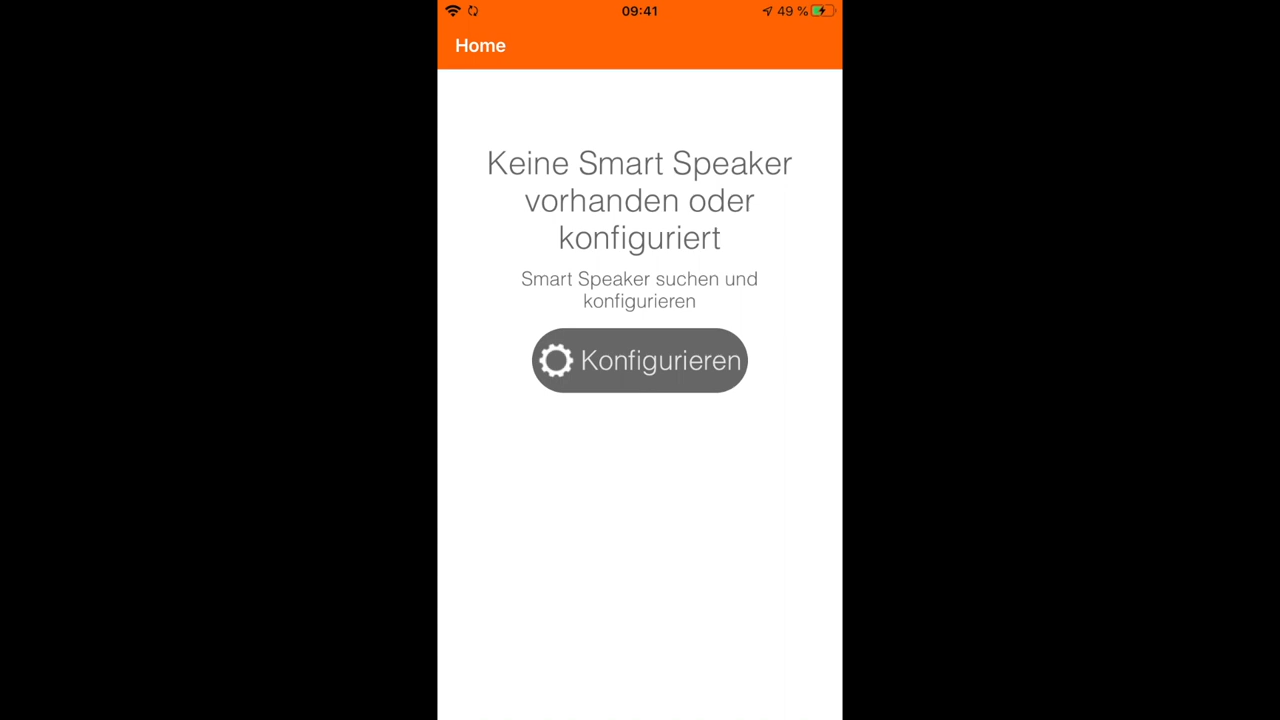 09:41
49 %
Home
Keine Smart Speaker
vorhanden oder
konfiguriert
Smart Speaker suchen und
konfigurieren
Konfigurieren